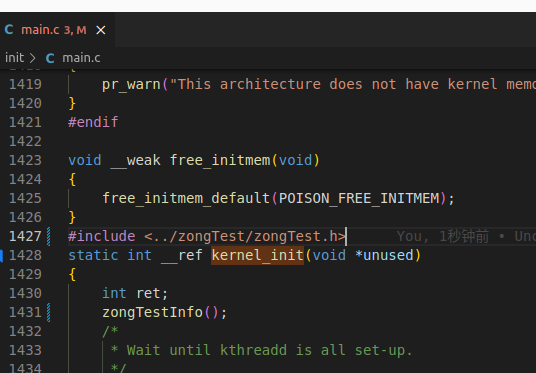 main.c 3, M
init > main.c
1419 pr_warn("This architecture does not have kernel memo
1420 }
1421 #endif
1422
1423 void __weak free_initmem(void)
1424 {
1425 free_initmem_default(POISON_FREE_INITMEM);
1426 }
1427 #include <../zongTest/zongTest.h> You, 1秒钟前 • Unc
1428 static int __ref kernel_init(void *unused)
1429 {
1430 int ret;
1431 zongTestInfo();
1432 /*
1433 * Wait until kthreadd is all set-up.
1434 */